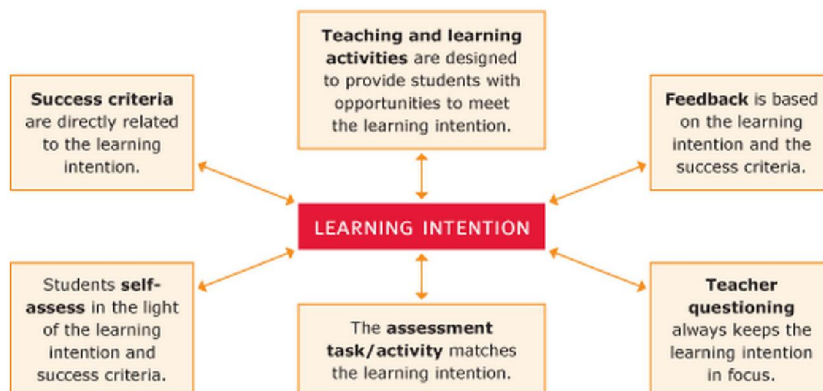 Teaching and learning
activities are designed
to provide students with
opportunities to meet
the learning intention.
Success criteria
are directly related
to the learning
intention.
Feedback is based
on the learning
intention and the
success criteria.
LEARNING INTENTION
Students self-
assess in the light
of the learning
intention and
success criteria.
The assessment
task/activity matches
the learning intention.
Teacher
questioning
always keeps the
learning intention
in focus.